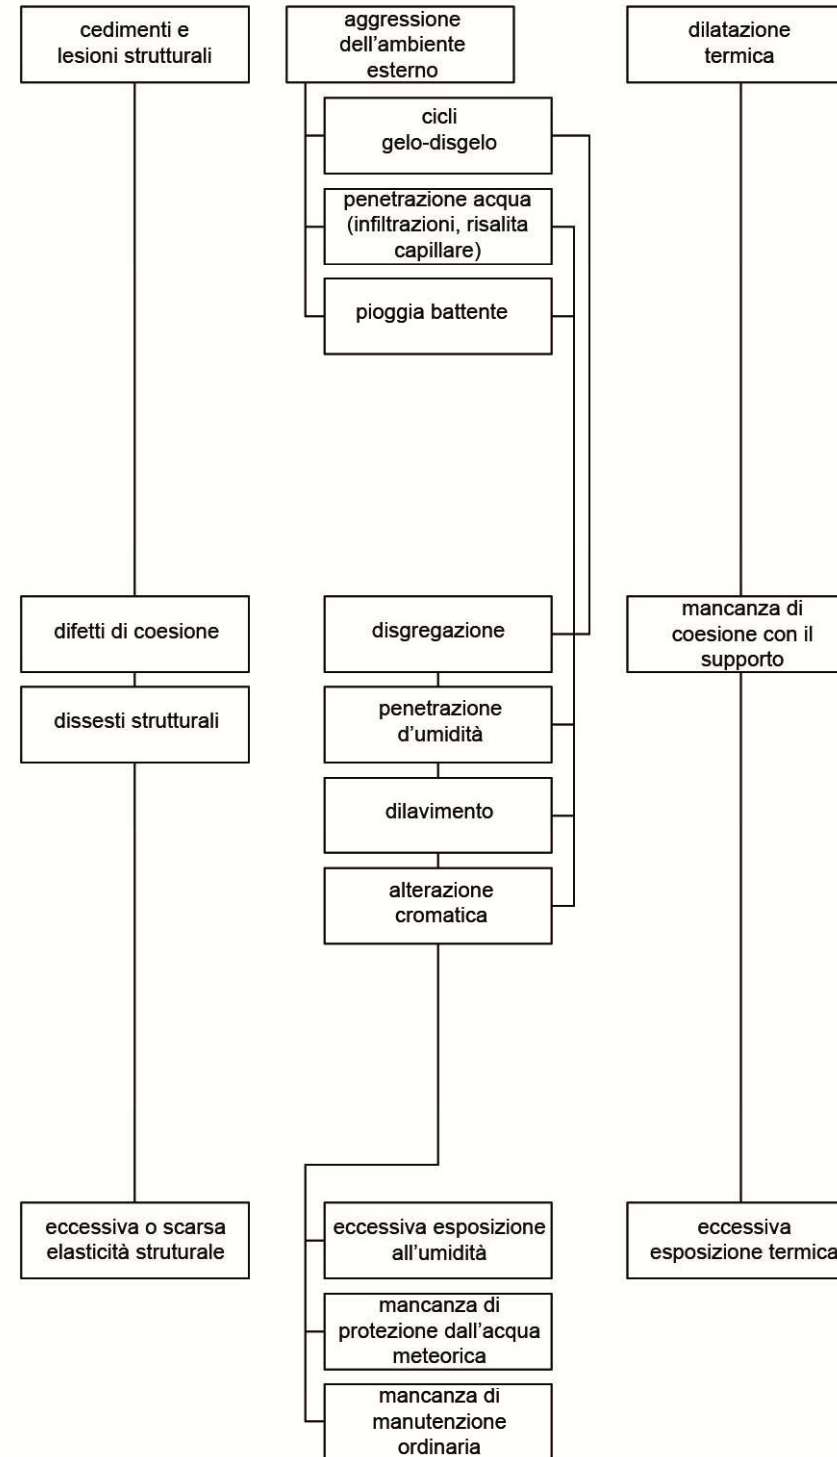 cedimenti e
lesioni strutturali
aggressione
dell'ambiente
esterno
dilatazione
termica
cicli
gelo-disgelo
penetrazione acqua
(infiltrazioni, risalita
capillare)
pioggia battente
difetti di coesione
disgregazione
mancanza di
coesione con il
supporto
dissesti strutturali
penetrazione
d'umidità
dilavimento
alterazione
cromatica
eccessiva o scarsa
elasticità struturale
eccessiva esposizione
all'umidità
eccessiva
esposizione termica
mancanza di
protezione dall'acqua
meteorica
mancanza di
manutenzione
ordinaria